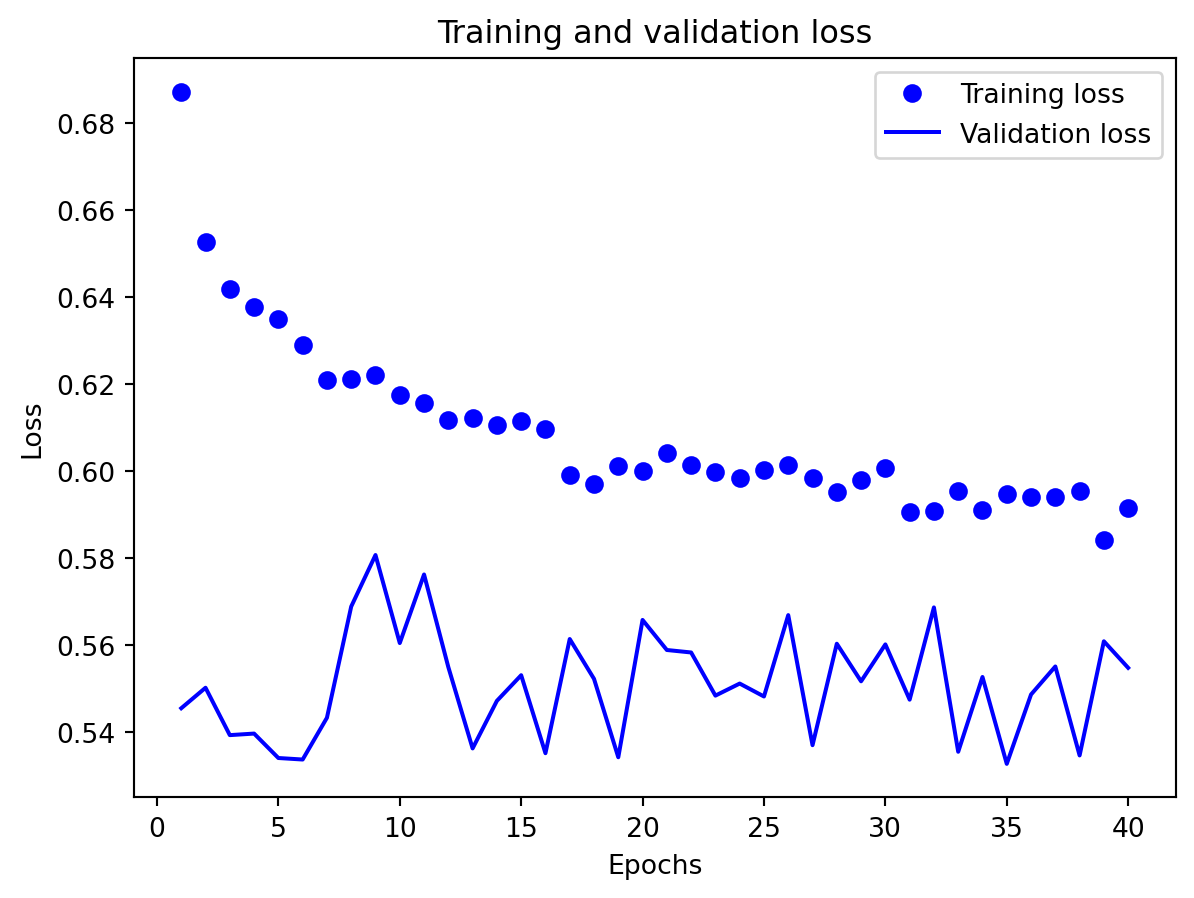 Training and validation loss
Training loss
Validation loss
0.68
0.66
0.64
0.62
0.60
0.58
0.56
0.54
Loss
0 5 10 15 20 25 30 35 40
Epochs